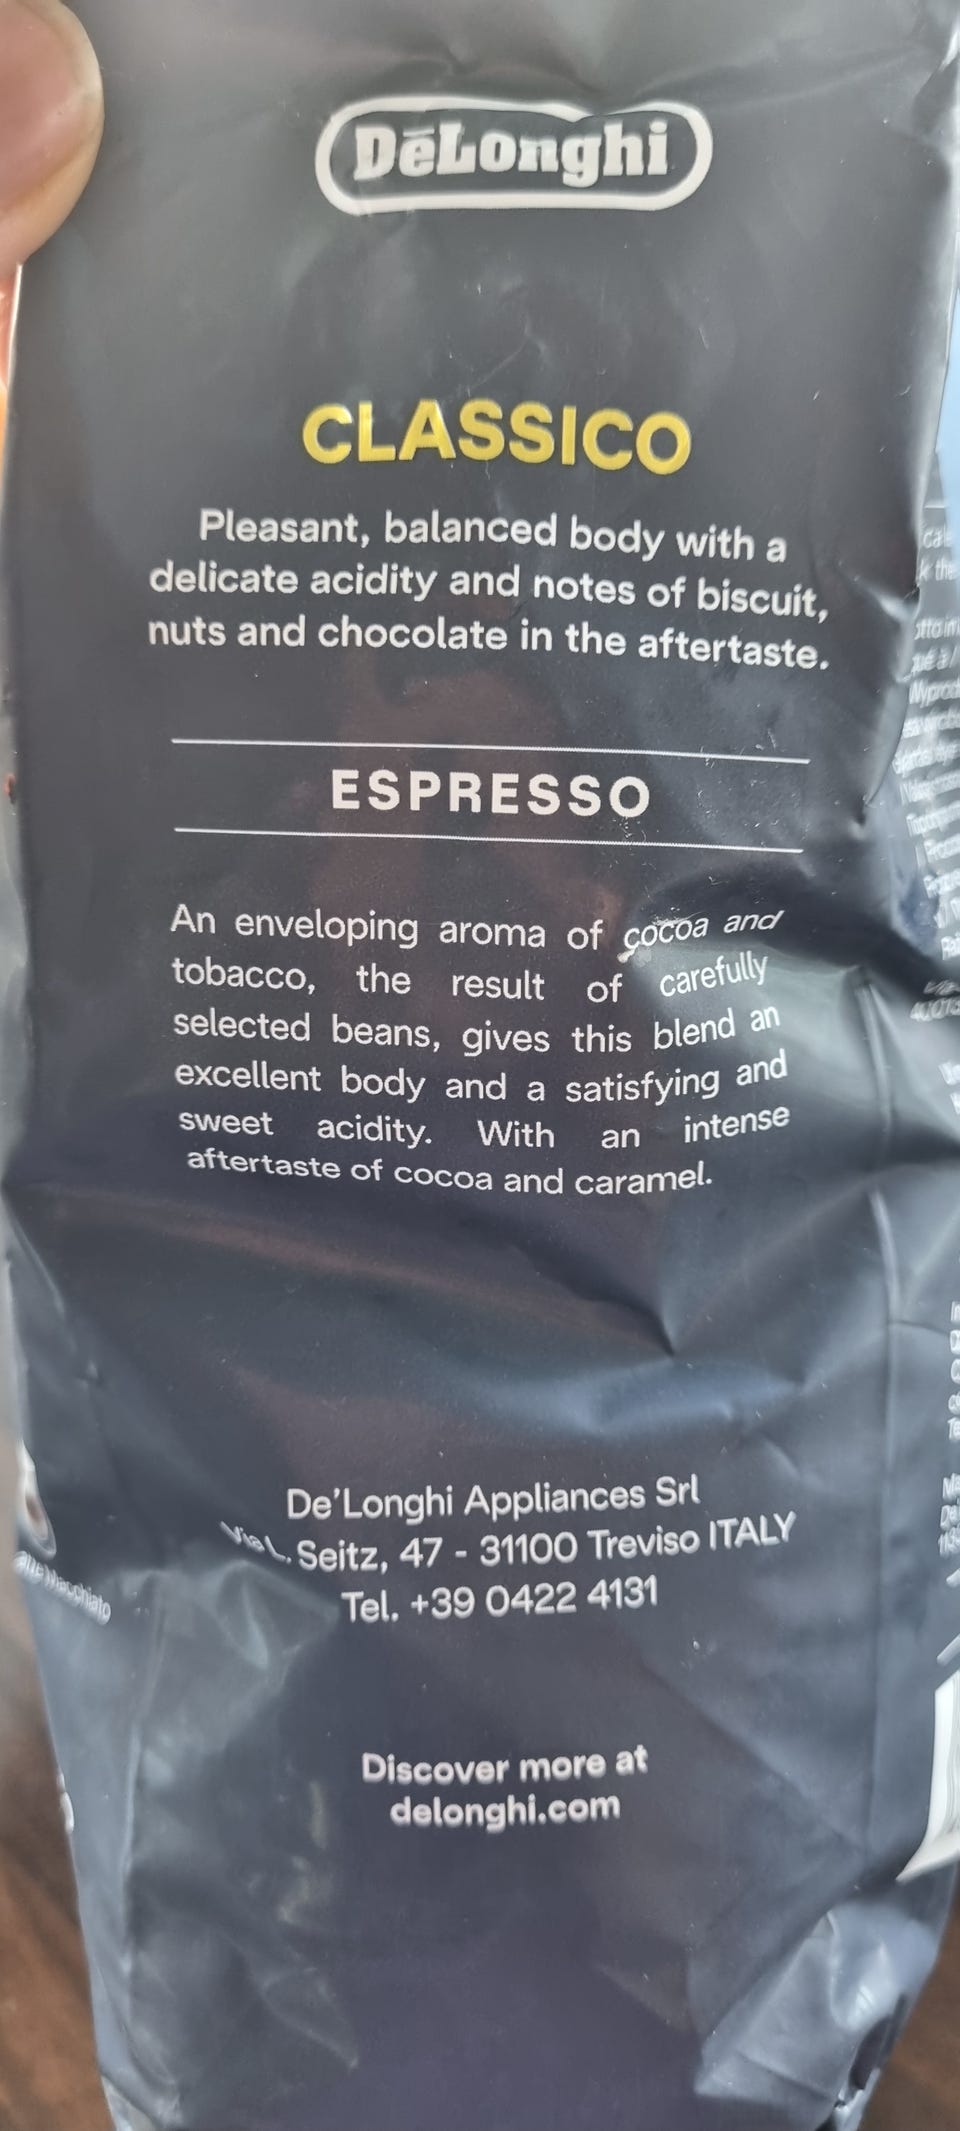 DeLonghi
CLASSICO
Pleasant, balanced body with a
delicate acidity and notes of biscuit,
nuts and chocolate in the aftertaste.
ESPRESSO
An enveloping aroma of cocoa and
tobacco, the result of carefully
selected beans, gives this blend an
excellent body and a satisfying and
sweet acidity. With an intense
aftertaste of cocoa and caramel.
De'Longhi Appliances Srl
Via L. Seitz, 47 - 31100 Treviso ITALY
Tel. +39 0422 4131
Macchiato
Discover more at
delonghi.com